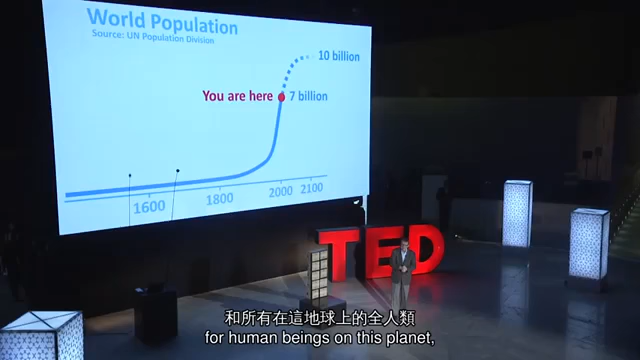 World Population
Source: UN Population Division
10 billion
You are here
7 billion
1600
1800
2000
2100
TED
和所有在這地球上的全人類
for human beings on this planet,